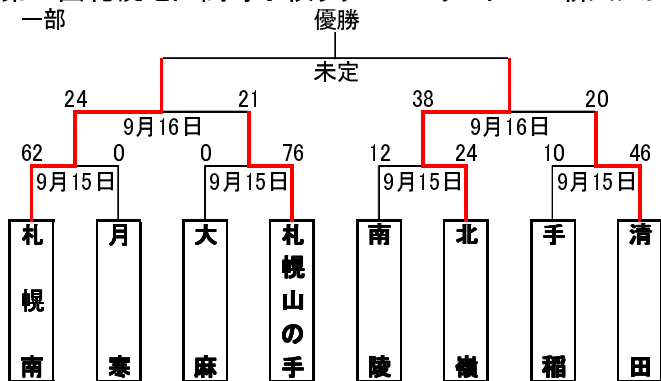 一部
優勝
未定
24 21 38 20
9月16日 9月16日
62 0 0 76 12 24 10 46
9月15日 9月15日 9月15日 9月15日
札幌南
月寒
大麻
札幌山の手
南陵
北嶺
手稲
清田